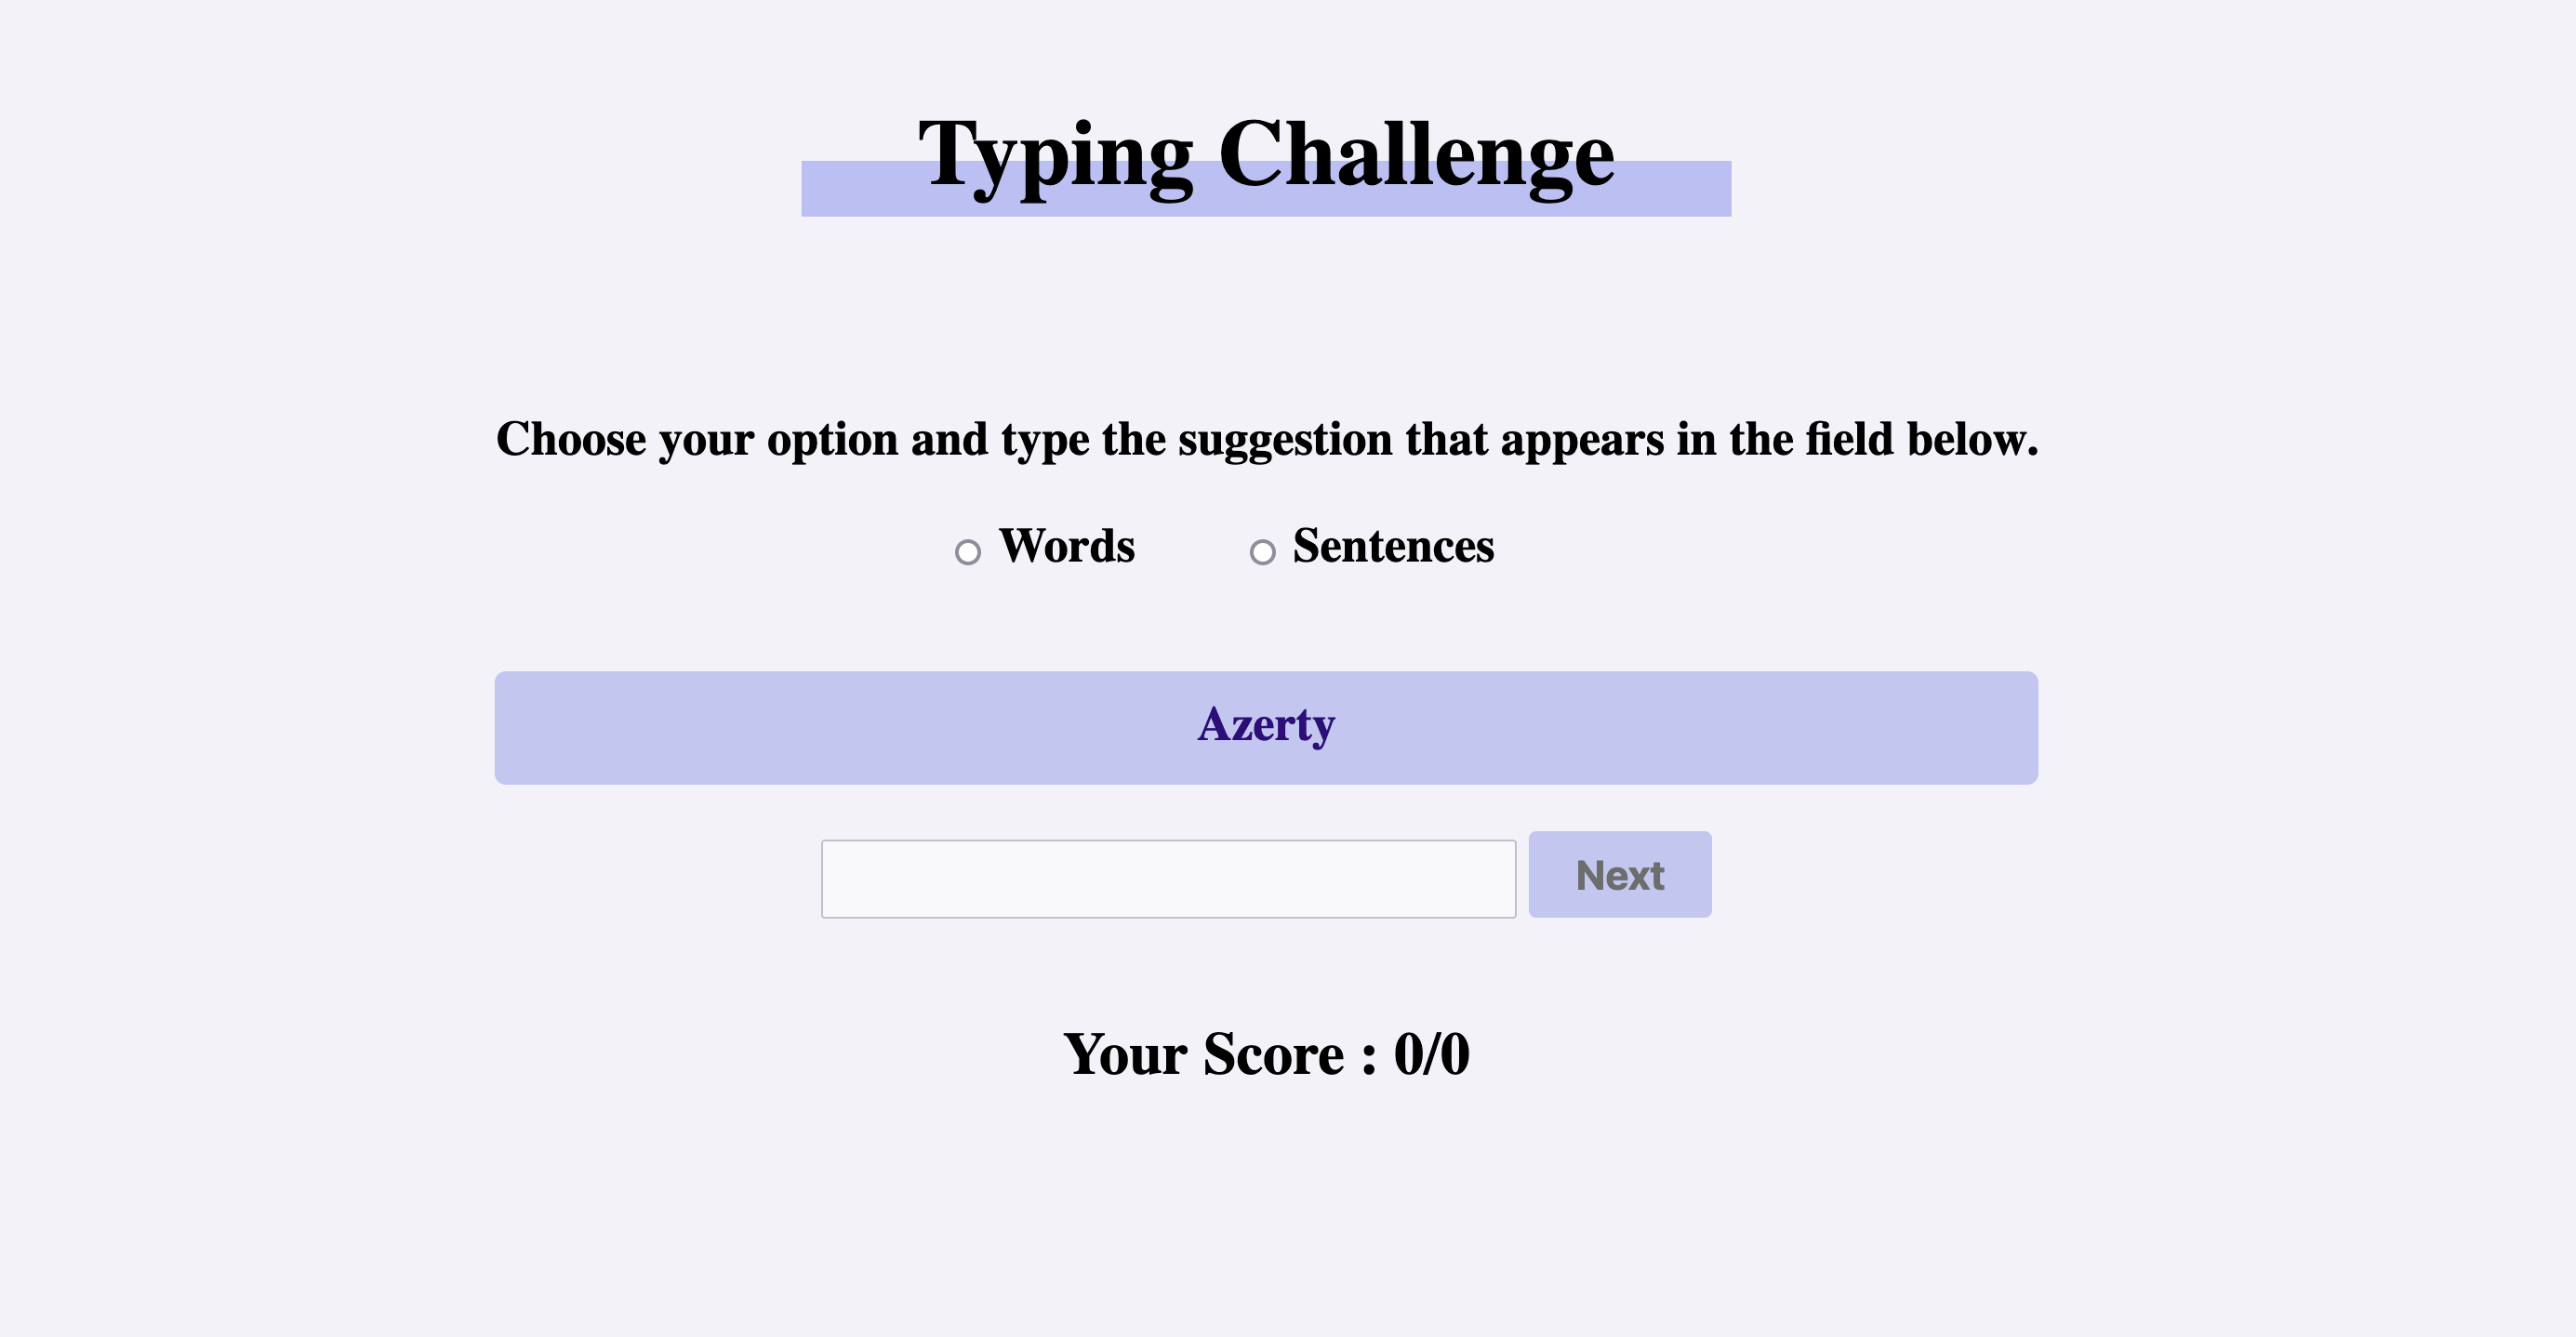 Typing Challenge
Choose your option and type the suggestion that appears in the field below.
Words Sentences
Azerty
Next
Your Score : 0/0